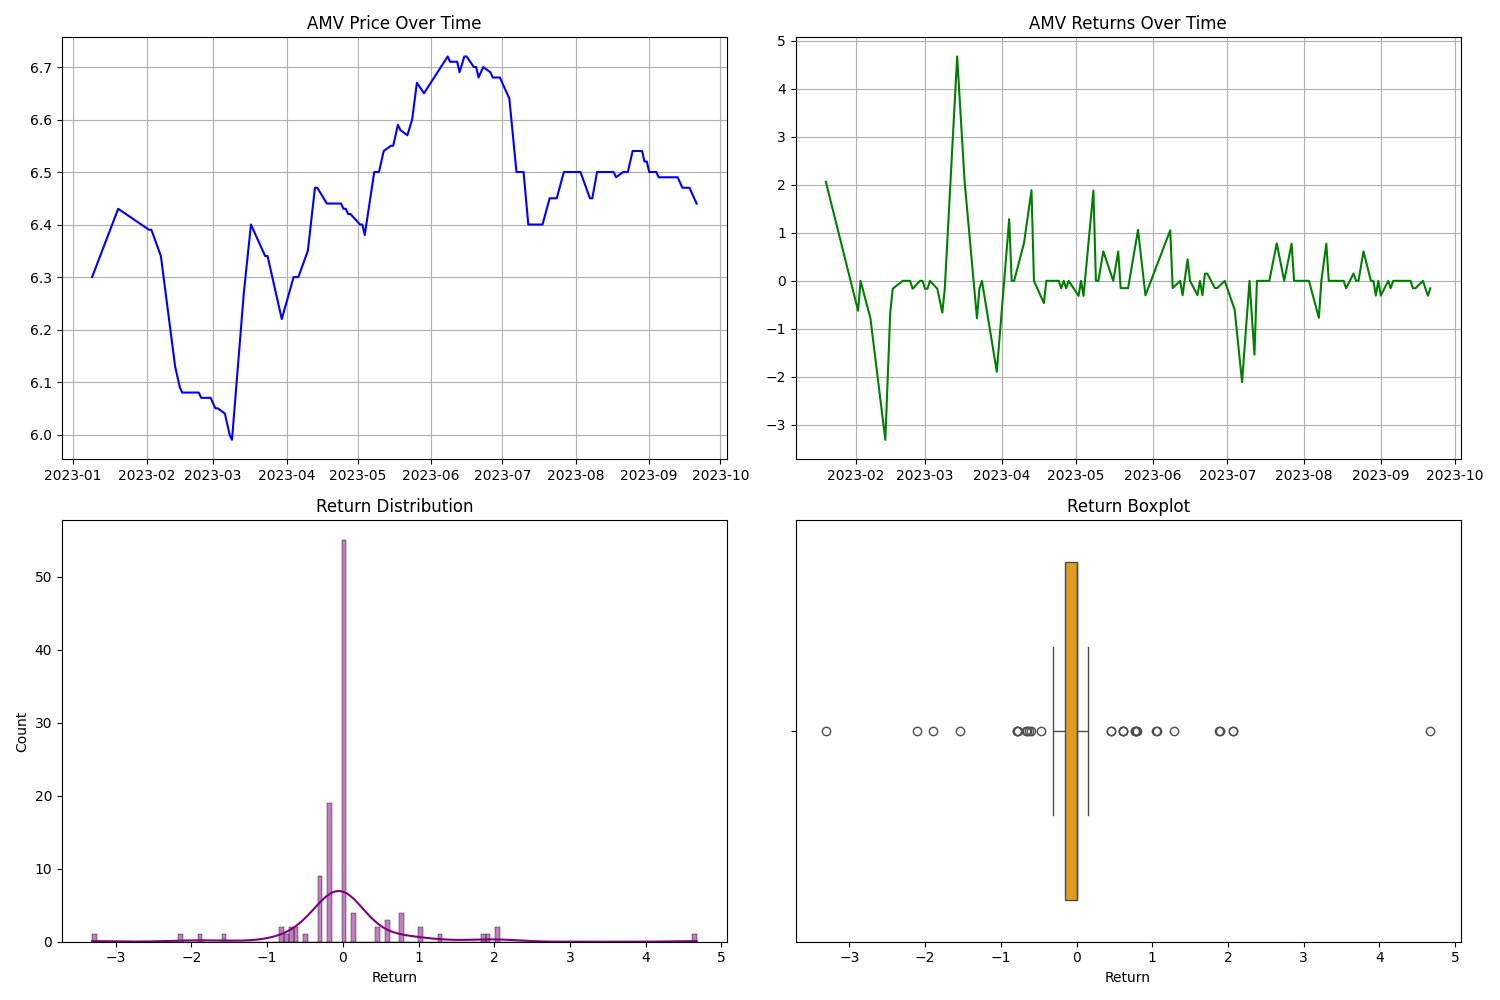 AMV Price Over Time
6.7
6.6
6.5
6.4
6.3
6.2
6.1
6.0
2023-01 2023-02 2023-03 2023-04 2023-05 2023-06 2023-07 2023-08 2023-09 2023-10
AMV Returns Over Time
5
4
3
2
1
0
−1
−2
−3
2023-02 2023-03 2023-04 2023-05 2023-06 2023-07 2023-08 2023-09 2023-10
Return Distribution
Count
50
40
30
20
10
0
−3 −2 −1 0 1 2 3 4 5
Return
Return Boxplot
−3 −2 −1 0 1 2 3 4 5
Return